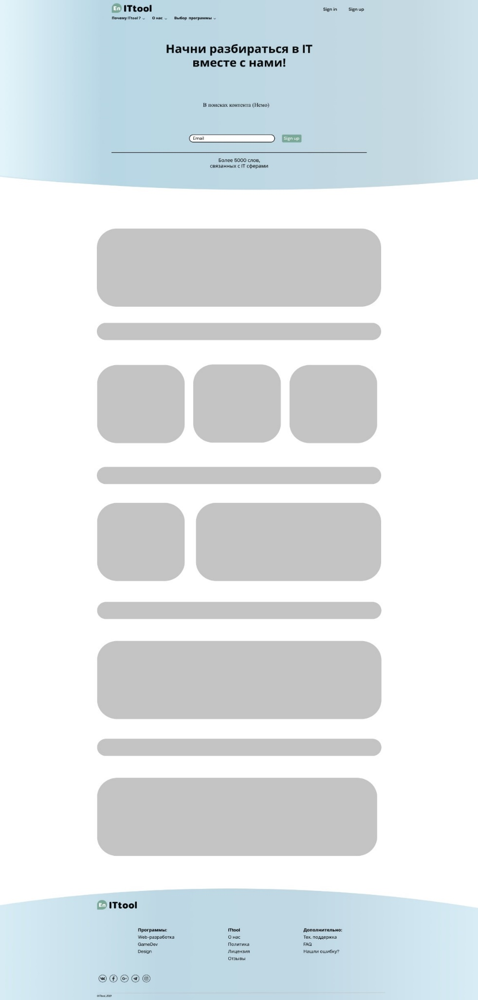 En ITtool
Sign in
Sign up
Почему ITtool ?
О нас
Выбор программы
Начни разбираться в IT
вместе с нами!
В поисках контента (Немо)
Email
Sign up
Более 5000 слов,
связанных с IT сферами
En ITtool
Программы:
Web-разработка
GameDev
Design
ITtool
О нас
Политика
Лицензия
Отзывы
Дополнительно:
Тех. поддержка
FAQ
Нашли ошибку?
©ITtool, 2021